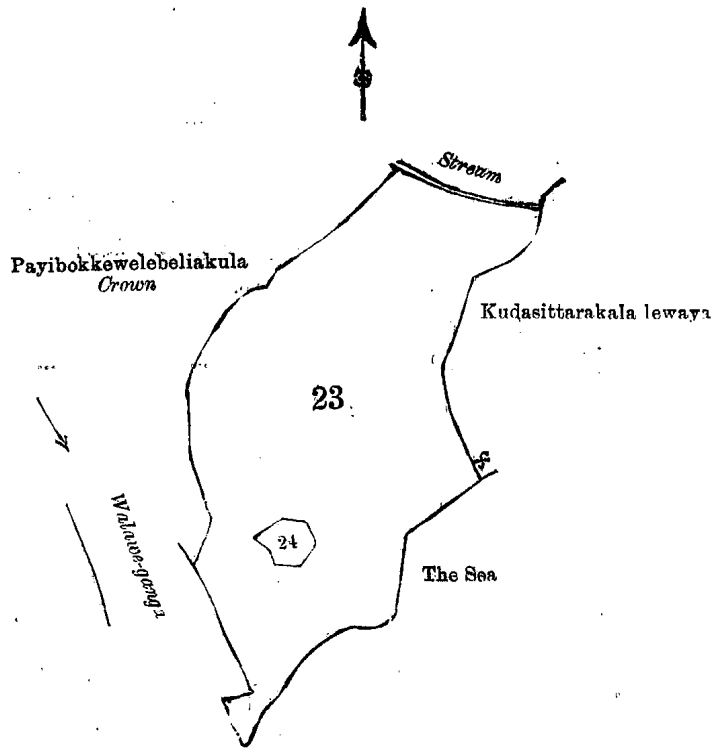 Stream
Payibokkewelebeliakula
Crown
Kudasittarakala lewaya
23
24
Walawe-ganga
The Sea